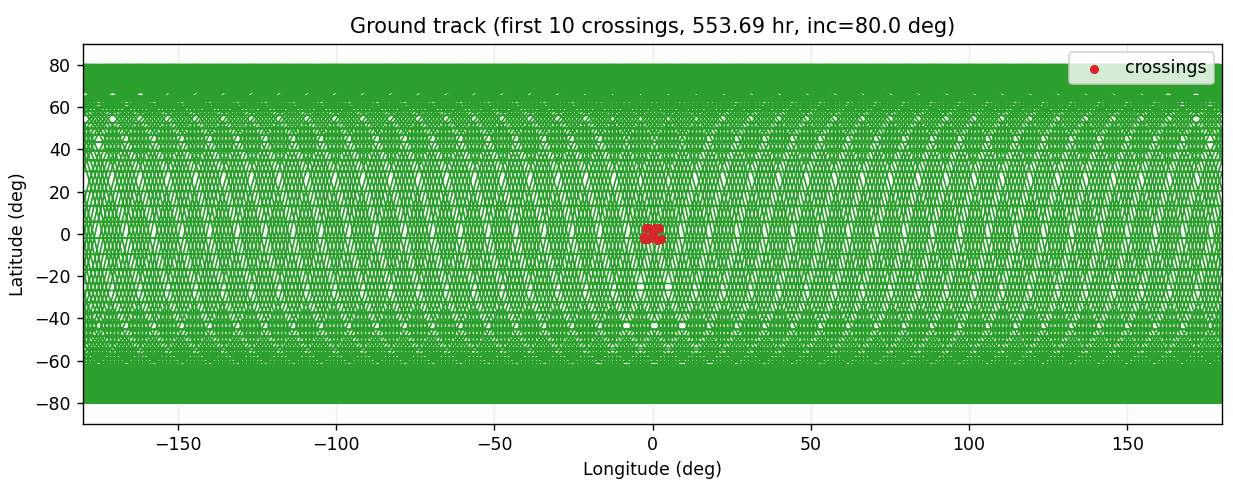 Ground track (first 10 crossings, 553.69 hr, inc=80.0 deg)
crossings
80
60
40
20
0
−20
−40
−60
−80
Latitude (deg)
−150 −100 −50 0 50 100 150
Longitude (deg)